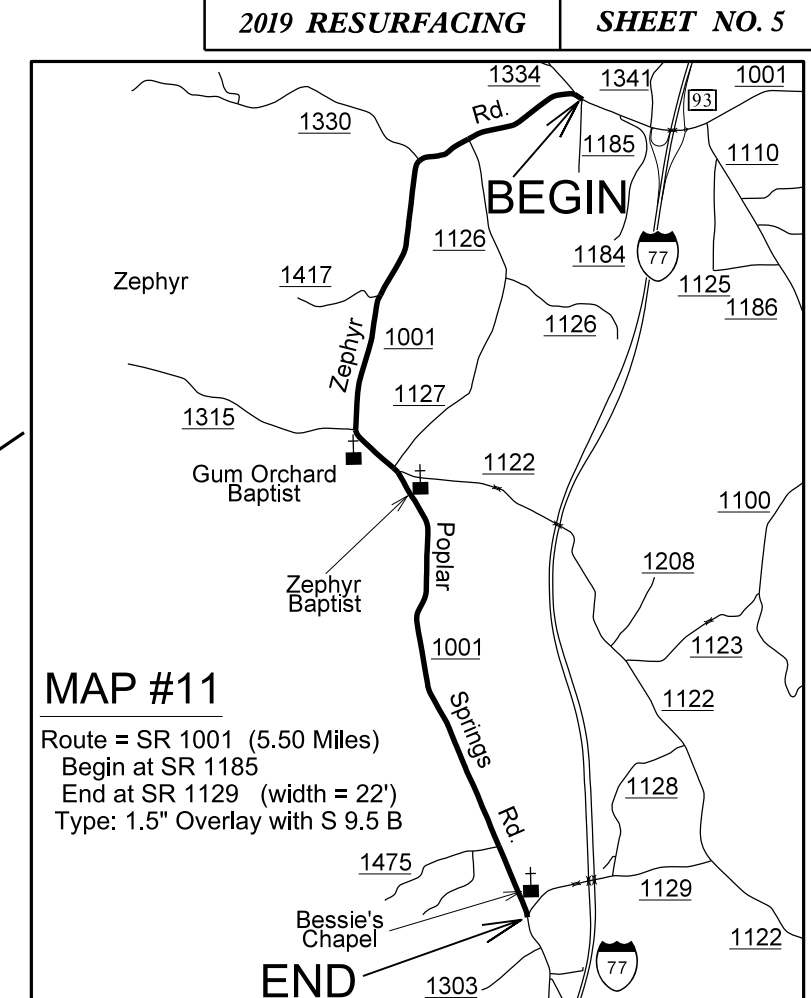 2019 RESURFACING
SHEET NO. 5
1334
1341
1001
93
1330
Rd.
1185
1110
BEGIN
1126
1184
77
1125
1186
Zephyr
1417
1126
1001
Zephyr
1127
1315
Gum Orchard
Baptist
1122
1100
Poplar
Zephyr
Baptist
1208
1001
1123
MAP #11
1122
Route = SR 1001 (5.50 Miles)
Begin at SR 1185
End at SR 1129 (width = 22')
Type: 1.5" Overlay with S 9.5 B
Springs
1128
Rd.
1475
1129
Bessie's
Chapel
1122
END
77
1303